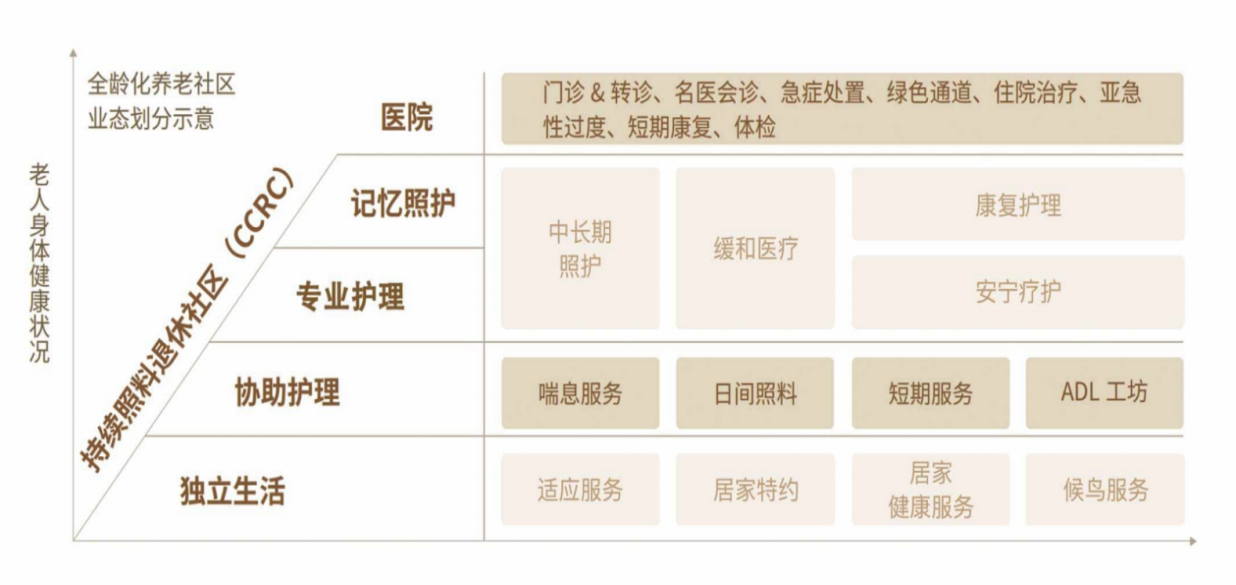 全龄化养老社区
业态划分示意
老人身体健康状况
持续照料退休社区（CCRC）
医院
门诊 & 转诊、名医会诊、急症处置、绿色通道、住院治疗、亚急
性过度、短期康复、体检
记忆照护
专业护理
中长期
照护
缓和医疗
康复护理
安宁疗护
协助护理
喘息服务
日间照料
短期服务
ADL 工坊
独立生活
适应服务
居家特约
居家
健康服务
候鸟服务